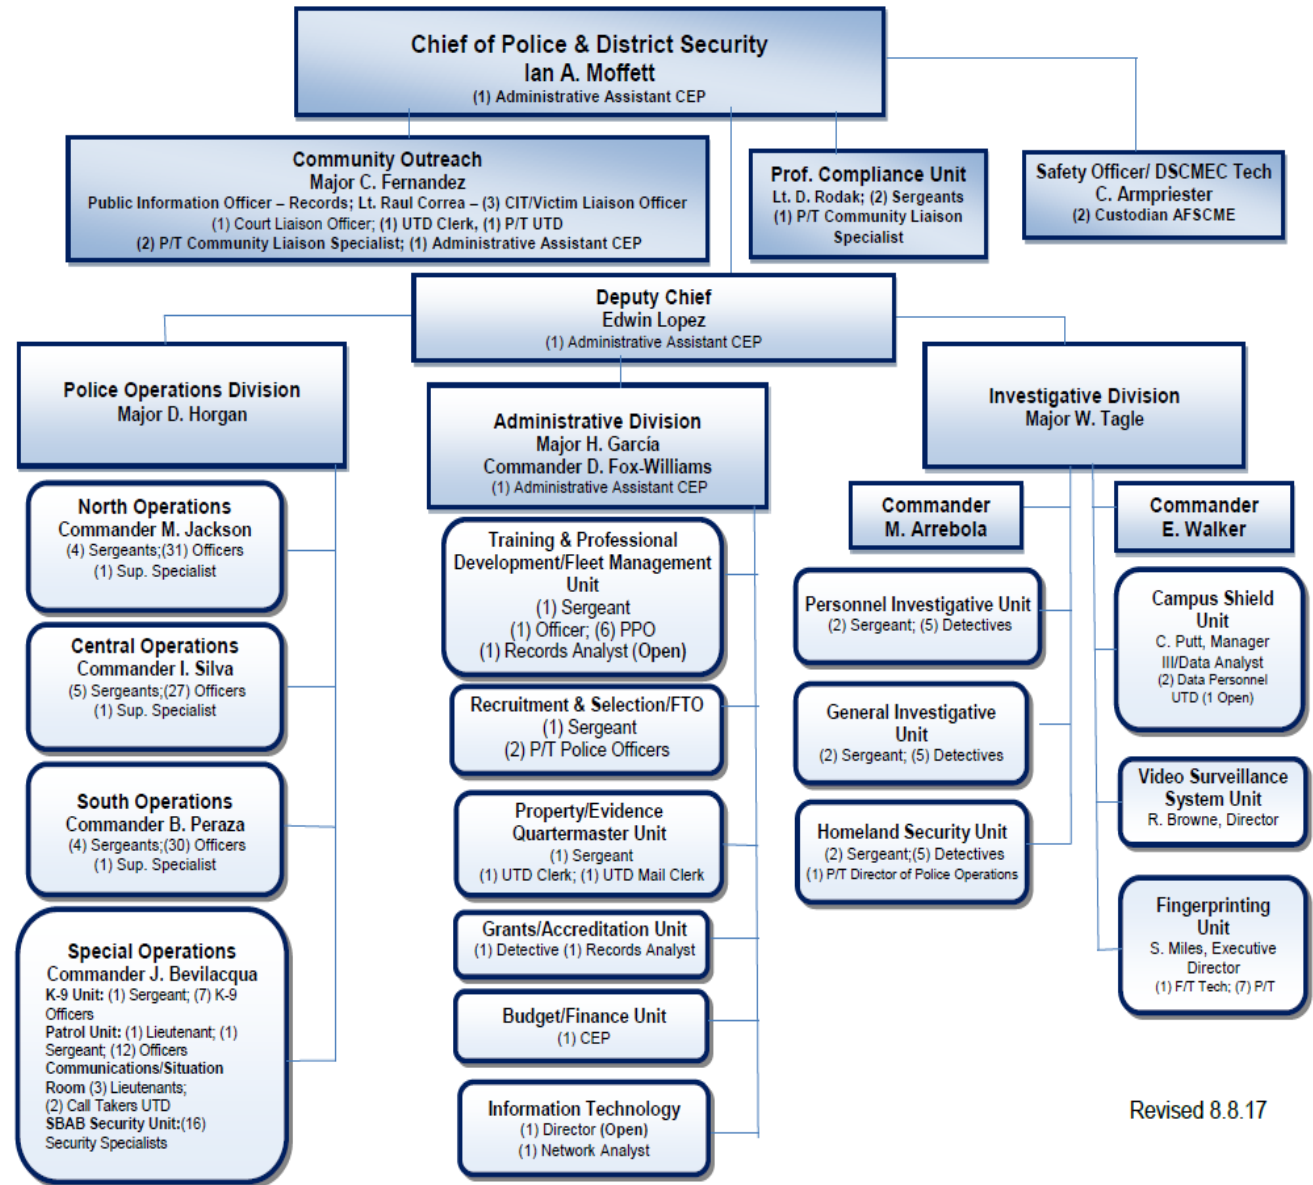 Chief of Police & District Security
Ian A. Moffett
(1) Administrative Assistant CEP
Community Outreach
Major C. Fernandez
Public Information Officer – Records; Lt. Raul Correa – (3) CIT/Victim Liaison Officer
(1) Court Liaison Officer; (1) UTD Clerk, (1) P/T UTD
(2) P/T Community Liaison Specialist; (1) Administrative Assistant CEP
Prof. Compliance Unit
Lt. D. Rodak; (2) Sergeants
(1) P/T Community Liaison
Specialist
Safety Officer/ DSCMEC Tech
C. Armpriester
(2) Custodian AFSCME
Deputy Chief
Edwin Lopez
(1) Administrative Assistant CEP
Police Operations Division
Major D. Horgan
North Operations
Commander M. Jackson
(4) Sergeants;(31) Officers
(1) Sup. Specialist
Central Operations
Commander I. Silva
(5) Sergeants;(27) Officers
(1) Sup. Specialist
South Operations
Commander B. Peraza
(4) Sergeants;(30) Officers
(1) Sup. Specialist
Special Operations
Commander J. Bevilacqua
K-9 Unit: (1) Sergeant; (7) K-9
Officers
Patrol Unit: (1) Lieutenant; (1)
Sergeant; (12) Officers
Communications/Situation
Room (3) Lieutenants;
(2) Call Takers UTD
SBAB Security Unit:(16)
Security Specialists
Administrative Division
Major H. García
Commander D. Fox-Williams
(1) Administrative Assistant CEP
Training & Professional
Development/Fleet Management
Unit
(1) Sergeant
(1) Officer; (6) PPO
(1) Records Analyst (Open)
Recruitment & Selection/FTO
(1) Sergeant
(2) P/T Police Officers
Property/Evidence
Quartermaster Unit
(1) Sergeant
(1) UTD Clerk; (1) UTD Mail Clerk
Grants/Accreditation Unit
(1) Detective (1) Records Analyst
Budget/Finance Unit
(1) CEP
Information Technology
(1) Director (Open)
(1) Network Analyst
Investigative Division
Major W. Tagle
Commander
M. Arrebola
Personnel Investigative Unit
(2) Sergeant; (5) Detectives
General Investigative
Unit
(2) Sergeant; (5) Detectives
Homeland Security Unit
(2) Sergeant;(5) Detectives
(1) P/T Director of Police Operations
Commander
E. Walker
Campus Shield
Unit
C. Putt, Manager
III/Data Analyst
(2) Data Personnel
UTD (1 Open)
Video Surveillance
System Unit
R. Browne, Director
Fingerprinting
Unit
S. Miles, Executive
Director
(1) F/T Tech; (7) P/T
Revised 8.8.17